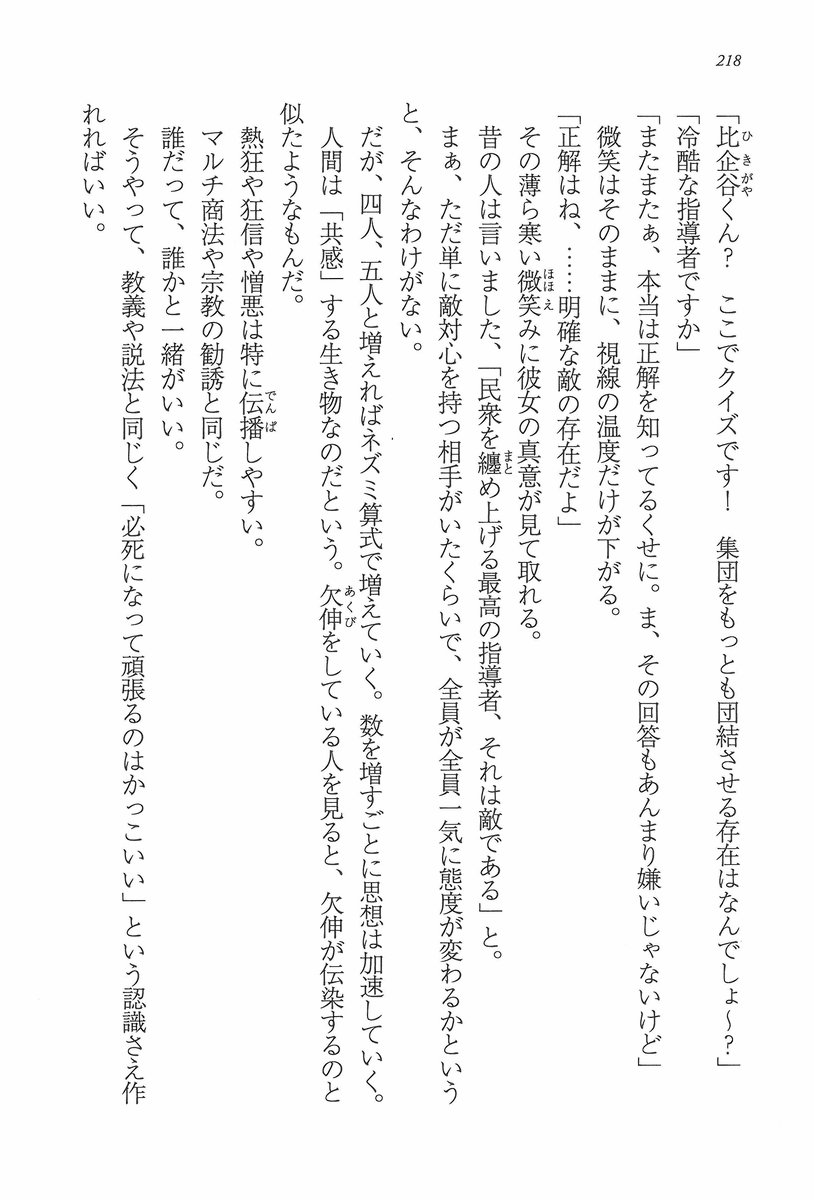 218
「比企谷くん？　ここでクイズです！　集団をもっとも団結させる存在はなんでしょ～？」
「冷酷な指導者ですか」
「またまたぁ、本当は正解を知ってるくせに。ま、その回答もあんまり嫌いじゃないけど」
　微笑はそのままに、視線の温度だけが下がる。
「正解はね、……明確な敵の存在だよ」
　その薄ら寒い微笑みに彼女の真意が見て取れる。
　昔の人は言いました、「民衆を纏め上げる最高の指導者、それは敵である」と。
　まぁ、ただ単に敵対心を持つ相手がいたくらいで、全員が全員一気に態度が変わるかという
と、そんなわけがない。
　だが、四人、五人と増えればネズミ算式で増えていく。数を増すごとに思想は加速していく。
　人間は「共感」する生き物なのだという。欠伸をしている人を見ると、欠伸が伝染するのと
似たようなもんだ。
　熱狂や狂信や憎悪は特に伝播しやすい。
　マルチ商法や宗教の勧誘と同じだ。
　誰だって、誰かと一緒がいい。
　そうやって、教義や説法と同じく「必死になって頑張るのはかっこいい」という認識さえ作
れればいい。